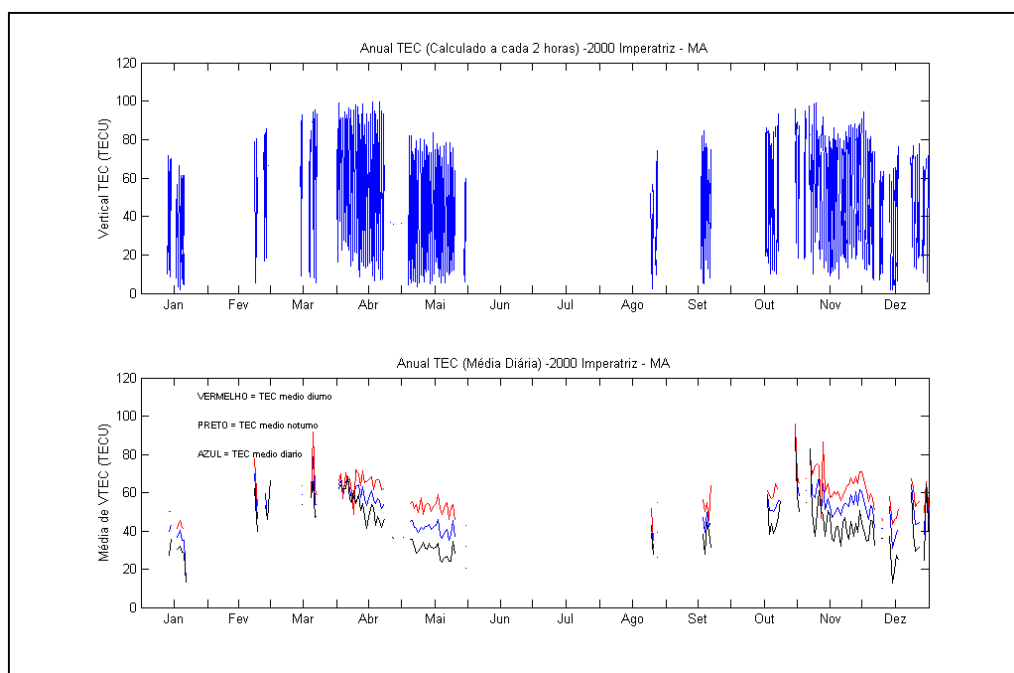 Anual TEC (Calculado a cada 2 horas) -2000 Imperatriz - MA
Vertical TEC (TECU)
120
100
80
60
40
20
0
Jan Fev Mar Abr Mai Jun Jul Ago Set Out Nov Dez
Anual TEC (Média Diária) -2000 Imperatriz - MA
Média de VTEC (TECU)
120
100
80
60
40
20
0
VERMELHO = TEC medio diurno
PRETO = TEC medio noturno
AZUL = TEC medio diario
Jan Fev Mar Abr Mai Jun Jul Ago Set Out Nov Dez